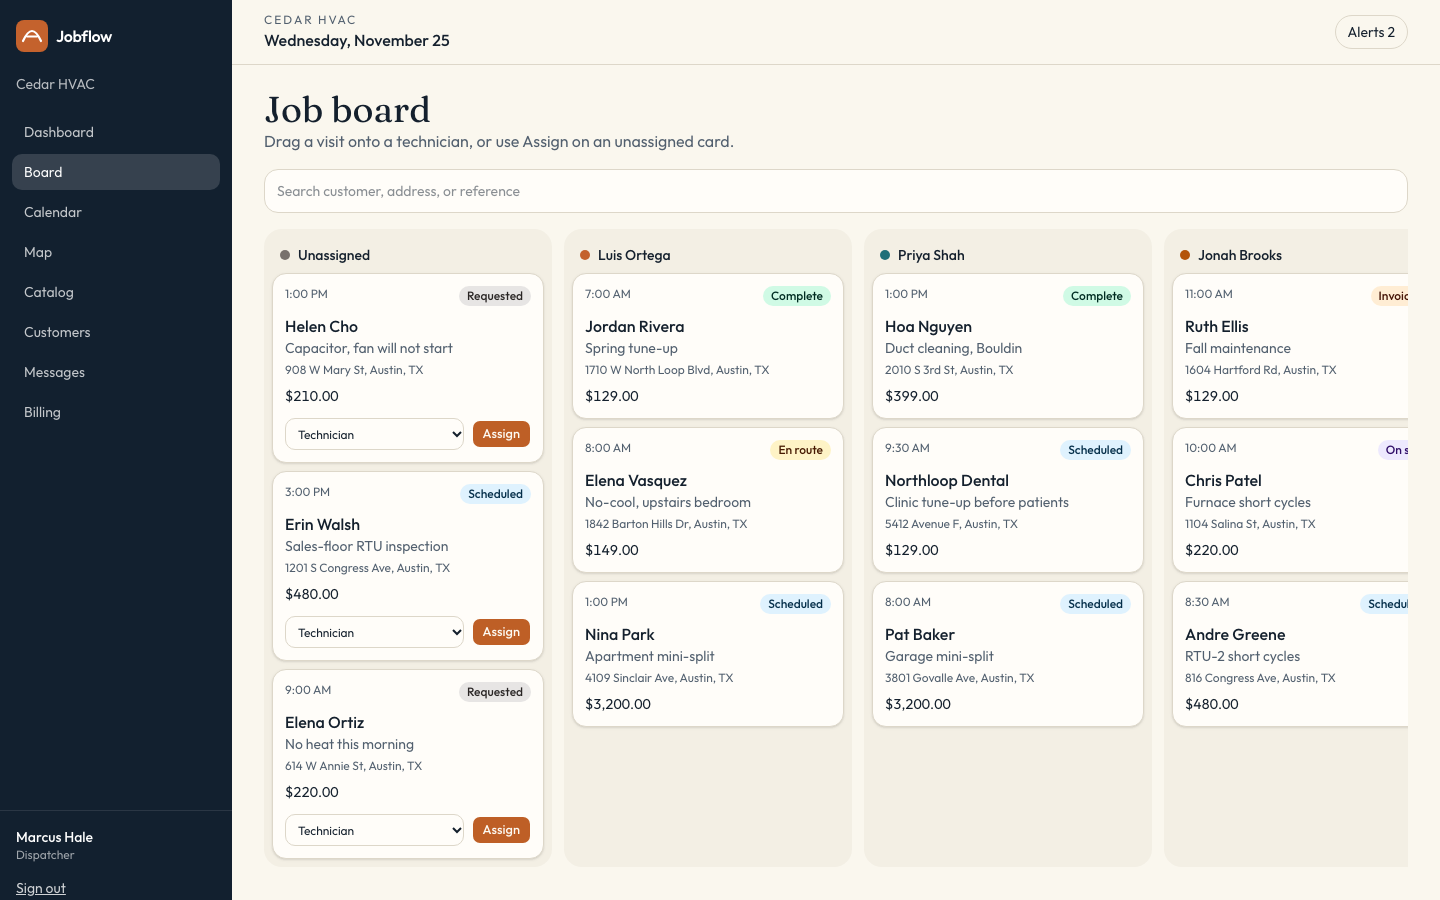 Jobflow
Cedar HVAC
Dashboard
Board
Calendar
Map
Catalog
Customers
Messages
Billing
Marcus Hale
Dispatcher
Sign out
CEDAR HVAC
Wednesday, November 25
Alerts 2
Job board
Drag a visit onto a technician, or use Assign on an unassigned card.
Search customer, address, or reference
Unassigned
1:00 PM Requested
Helen Cho
Capacitor, fan will not start
908 W Mary St, Austin, TX
$210.00
Technician Assign
3:00 PM Scheduled
Erin Walsh
Sales-floor RTU inspection
1201 S Congress Ave, Austin, TX
$480.00
Technician Assign
9:00 AM Requested
Elena Ortiz
No heat this morning
614 W Annie St, Austin, TX
$220.00
Technician Assign
Luis Ortega
7:00 AM Complete
Jordan Rivera
Spring tune-up
1710 W North Loop Blvd, Austin, TX
$129.00
8:00 AM En route
Elena Vasquez
No-cool, upstairs bedroom
1842 Barton Hills Dr, Austin, TX
$149.00
1:00 PM Scheduled
Nina Park
Apartment mini-split
4109 Sinclair Ave, Austin, TX
$3,200.00
Priya Shah
1:00 PM Complete
Hoa Nguyen
Duct cleaning, Bouldin
2010 S 3rd St, Austin, TX
$399.00
9:30 AM Scheduled
Northloop Dental
Clinic tune-up before patients
5412 Avenue F, Austin, TX
$129.00
8:00 AM Scheduled
Pat Baker
Garage mini-split
3801 Govalle Ave, Austin, TX
$3,200.00
Jonah Brooks
11:00 AM
Ruth Ellis
Fall maintenance
1604 Hartford Rd, Austin, TX
$129.00
10:00 AM On
Chris Patel
Furnace short cycles
1104 Salina St, Austin, TX
$220.00
8:30 AM
Andre Greene
RTU-2 short cycles
816 Congress Ave, Austin, TX
$480.00